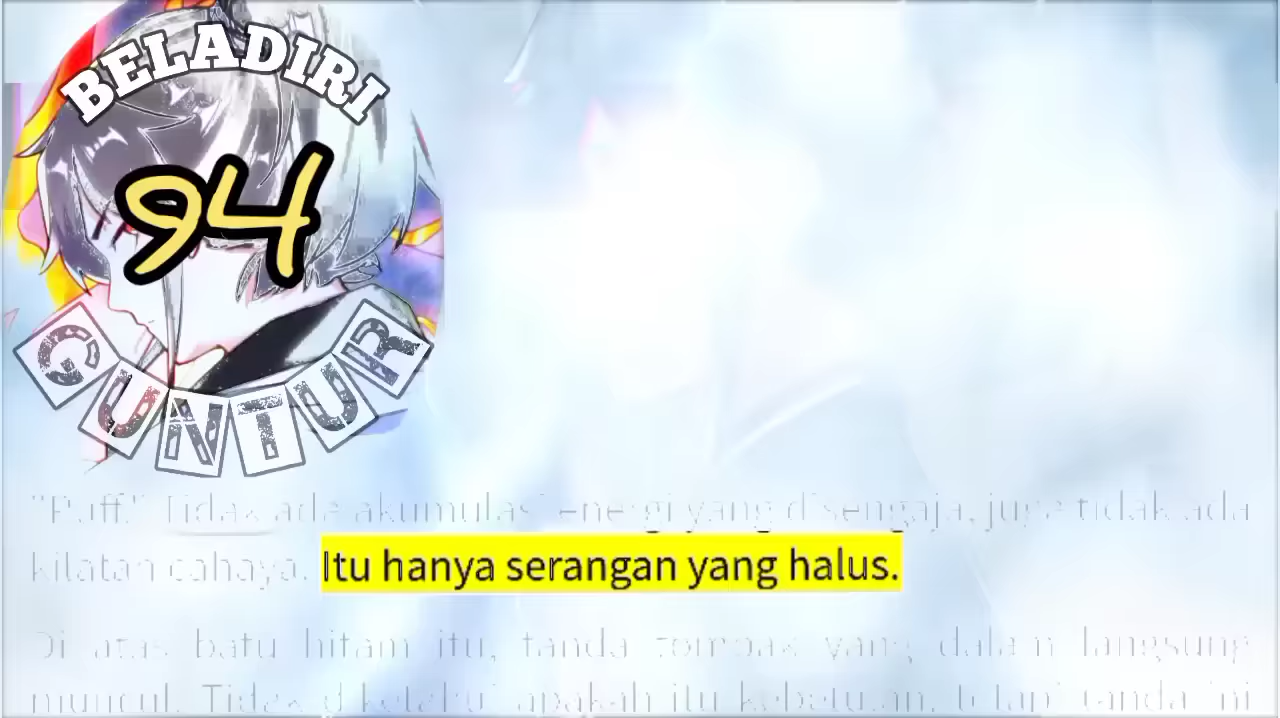 BELADIRI
94
GUNTUR
"Puff!" Tidak ada akumulasi energi yang disengaja, juga tidak ada
kilatan cahaya. Itu hanya serangan yang halus.
Di atas batu hitam itu, tanda tombak yang dalam langsung
muncul. Tidak diketahui apakah itu kebetulan, tetapi tanda ini